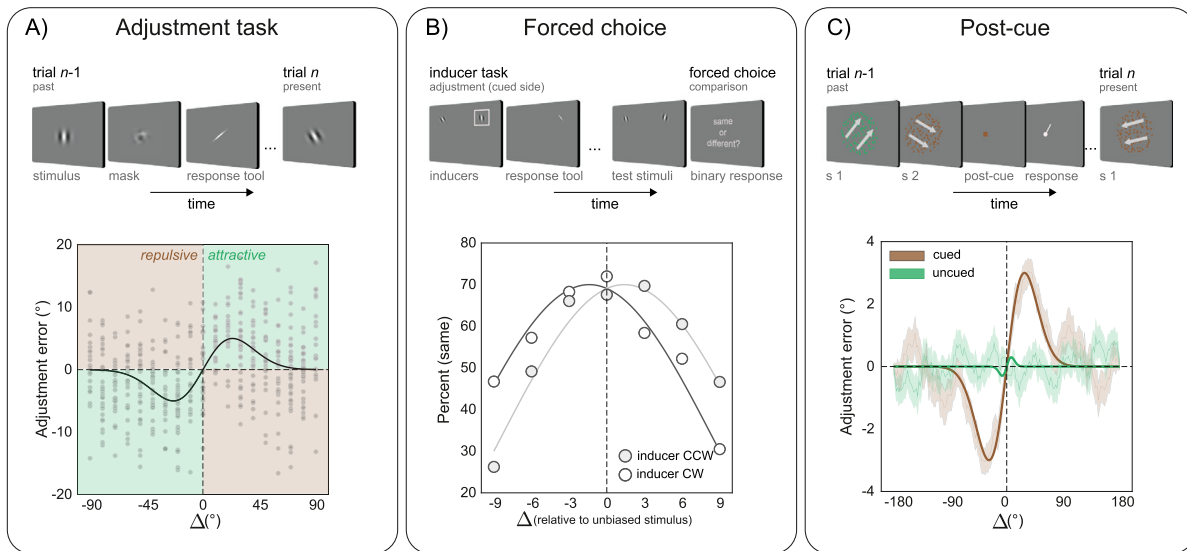 A) Adjustment task
trial n-1
past
trial n
present
...
stimulus
mask
response tool
time
repulsive
attractive
Adjustment error (°)
20
10
0
-10
-20
-90
-45
0
45
90
Δ(°)
B) Forced choice
inducer task
adjustment (cued side)
forced choice
comparison
...
same
or
different?
inducers
response tool
test stimuli
binary response
time
Percent (same)
80
70
60
50
40
30
20
inducer CCW
inducer CW
-9
-6
-3
0
3
6
9
Δ (relative to unbiased stimulus)
C) Post-cue
trial n-1
past
trial n
present
...
s 1
s 2
post-cue
response
s 1
time
cued
uncued
Adjustment error (°)
4
2
0
-2
-4
-180
-90
0
90
180
Δ(°)